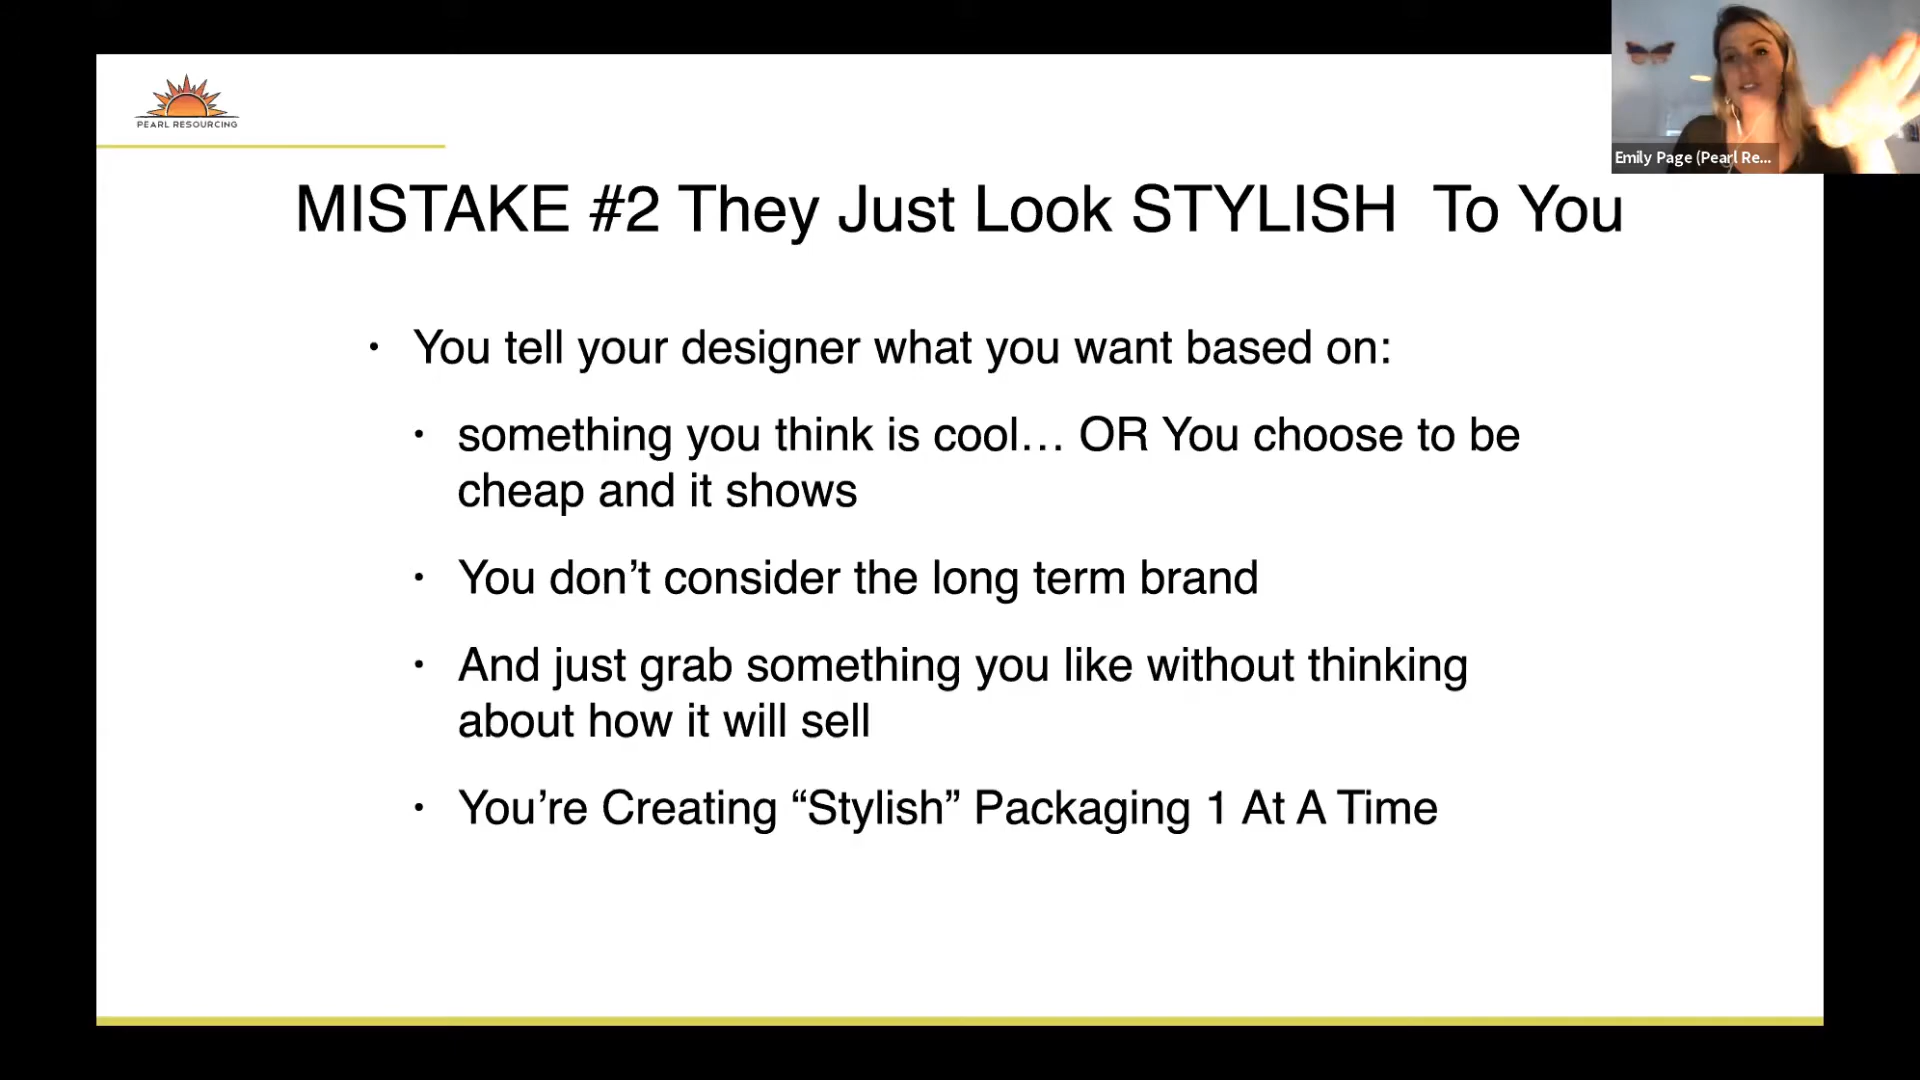 PEARL RESOURCING
Emily Page (Pearl Re...
MISTAKE #2 They Just Look STYLISH  To You
• You tell your designer what you want based on:
• something you think is cool… OR You choose to be
cheap and it shows
• You don’t consider the long term brand
• And just grab something you like without thinking
about how it will sell
• You’re Creating “Stylish” Packaging 1 At A Time